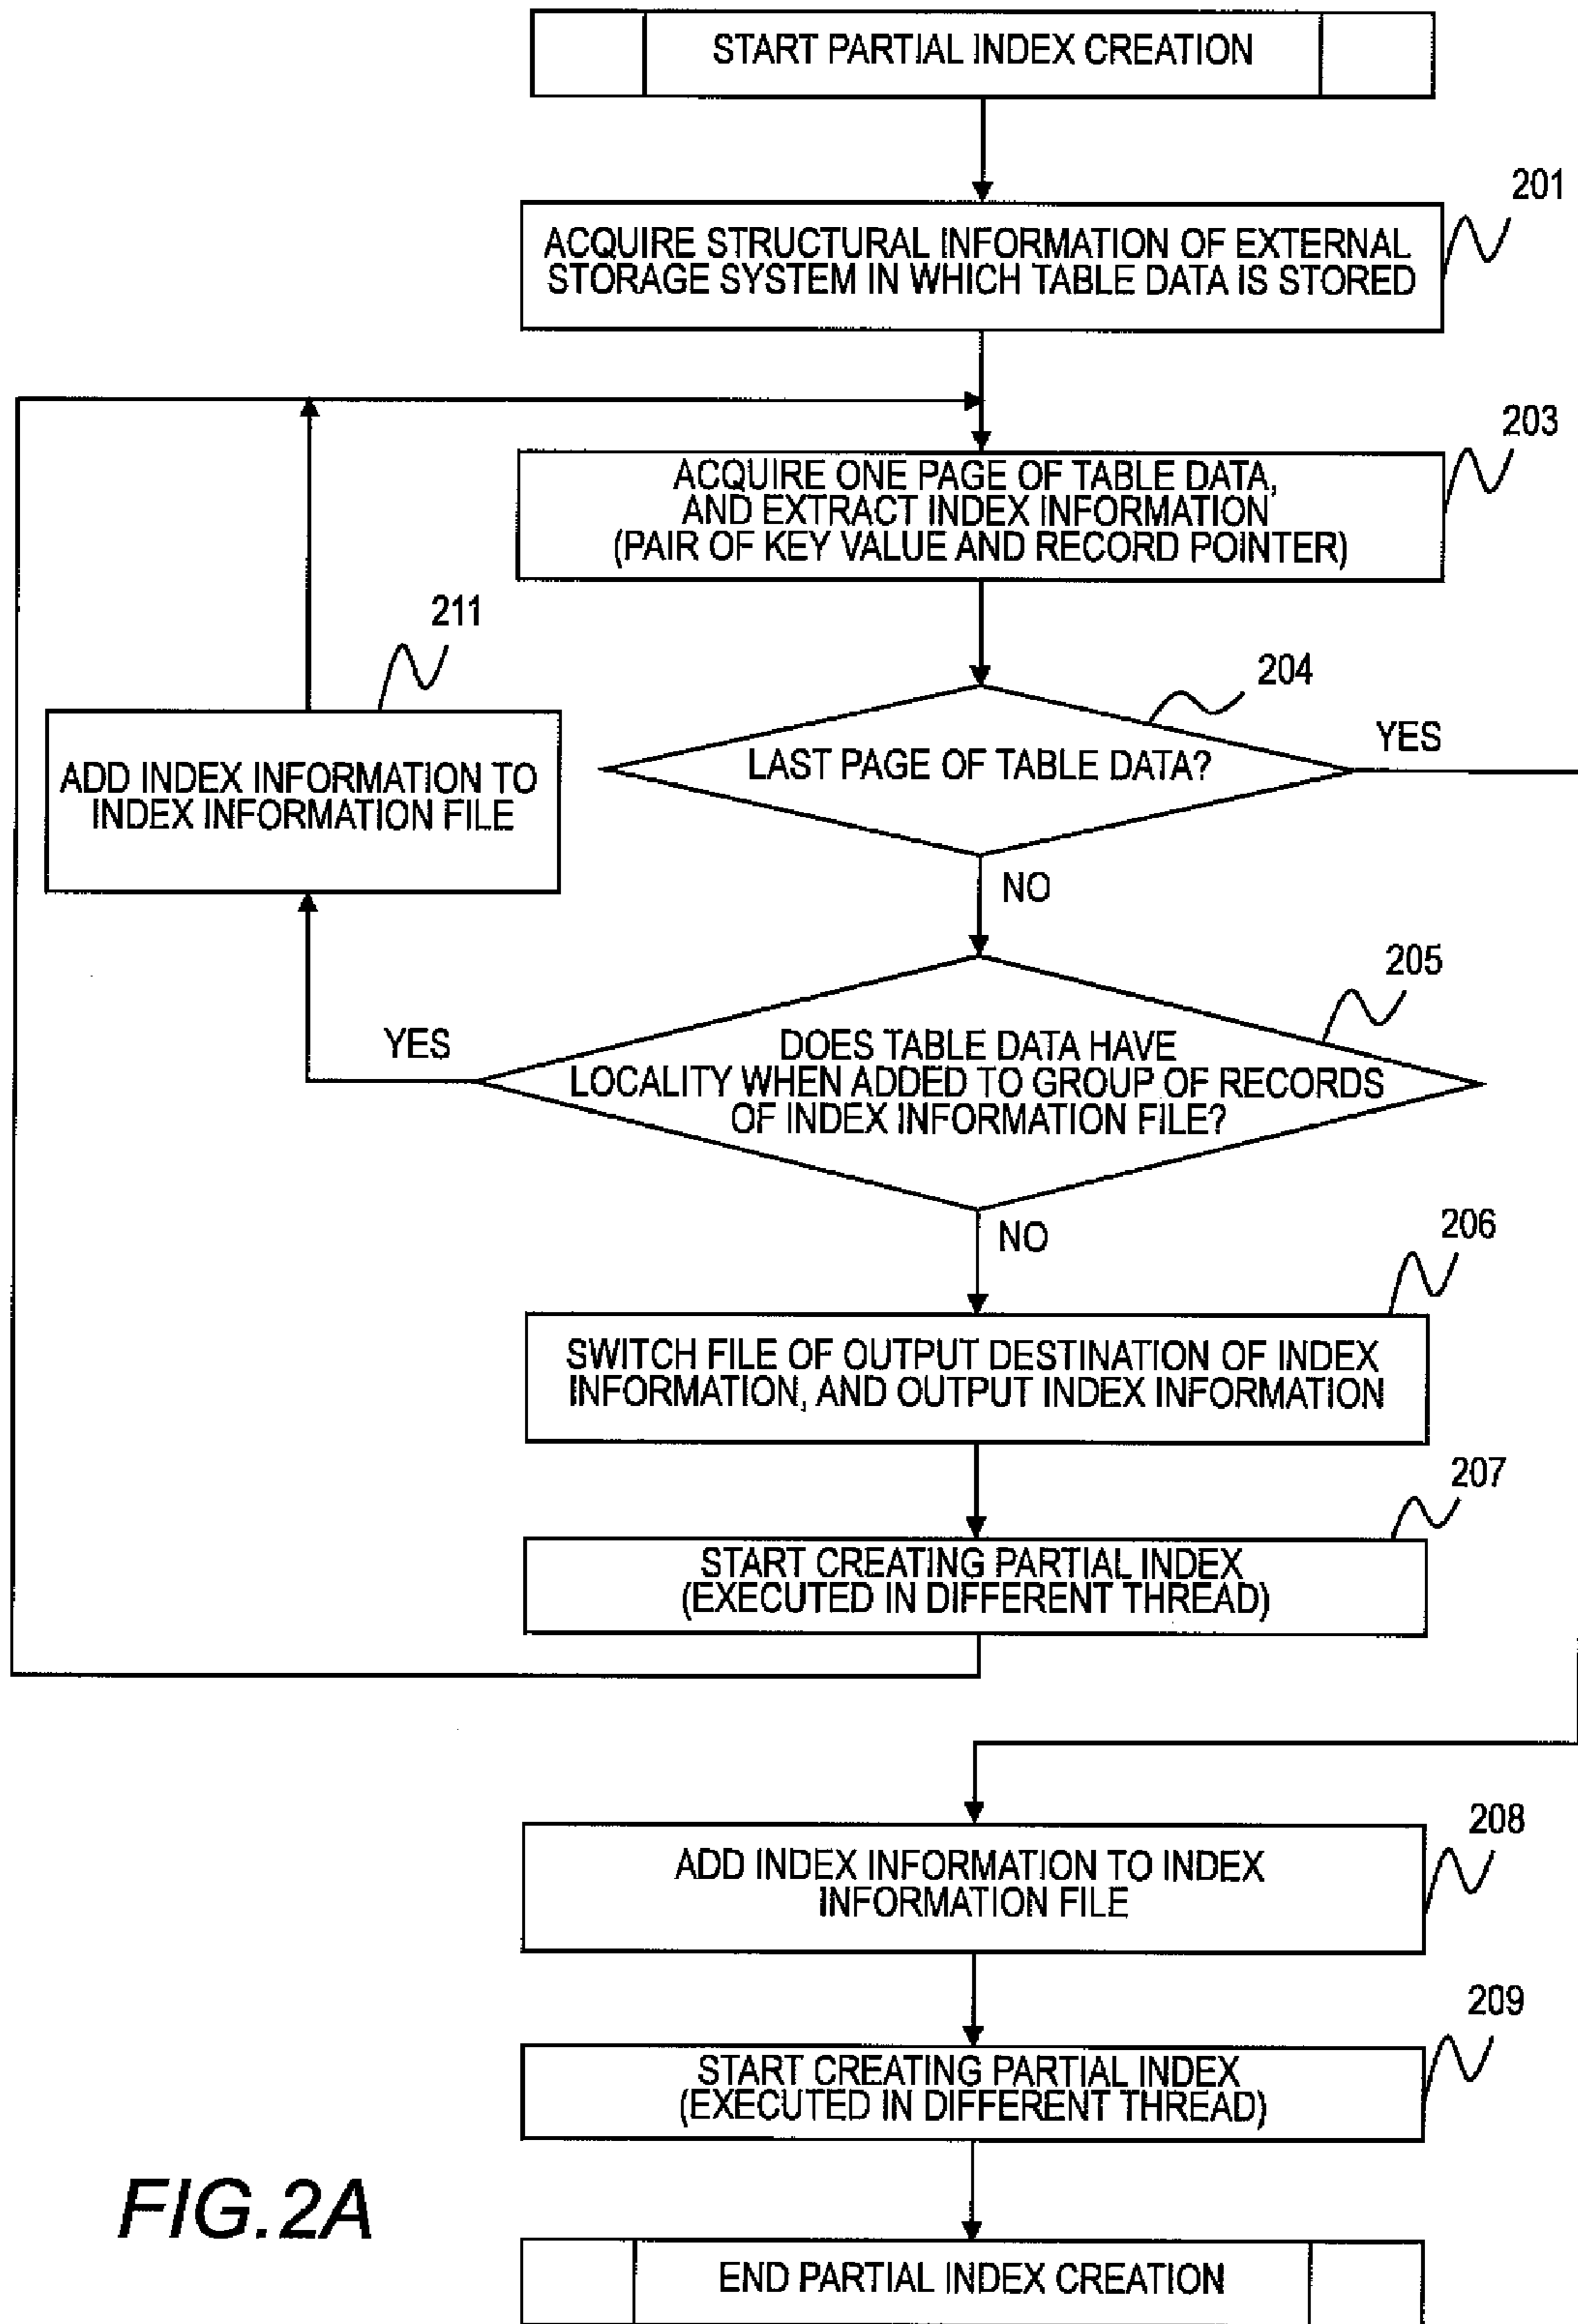 START PARTIAL INDEX CREATION
201
ACQUIRE STRUCTURAL INFORMATION OF EXTERNAL
STORAGE SYSTEM IN WHICH TABLE DATA IS STORED
203
ACQUIRE ONE PAGE OF TABLE DATA,
AND EXTRACT INDEX INFORMATION
(PAIR OF KEY VALUE AND RECORD POINTER)
211
ADD INDEX INFORMATION TO
INDEX INFORMATION FILE
204
LAST PAGE OF TABLE DATA?
YES
NO
205
YES
DOES TABLE DATA HAVE
LOCALITY WHEN ADDED TO GROUP OF RECORDS
OF INDEX INFORMATION FILE?
NO
206
SWITCH FILE OF OUTPUT DESTINATION OF INDEX
INFORMATION, AND OUTPUT INDEX INFORMATION
207
START CREATING PARTIAL INDEX
(EXECUTED IN DIFFERENT THREAD)
208
ADD INDEX INFORMATION TO INDEX
INFORMATION FILE
209
START CREATING PARTIAL INDEX
(EXECUTED IN DIFFERENT THREAD)
FIG.2A
END PARTIAL INDEX CREATION